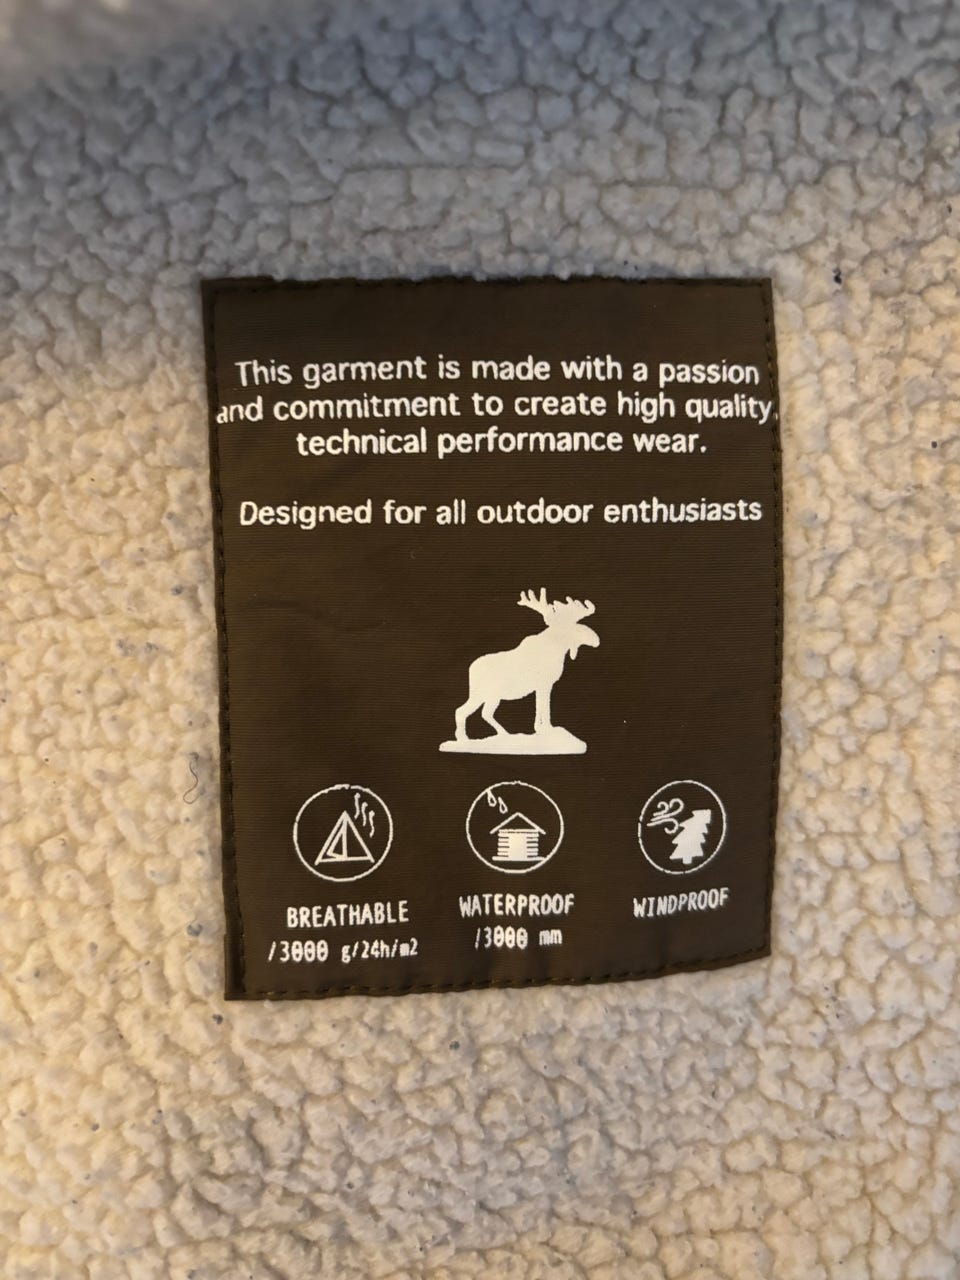 This garment is made with a passion
and commitment to create high quality,
technical performance wear.
Designed for all outdoor enthusiasts
BREATHABLE
/3000 g/24h/m2
WATERPROOF
/3000 mm
WINDPROOF